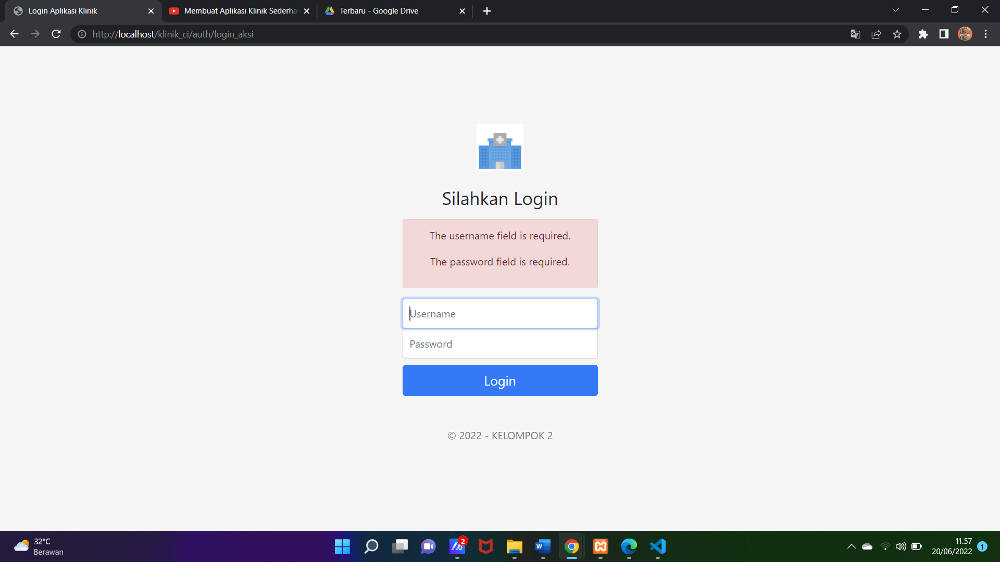 Login Aplikasi Klinik
Membuat Aplikasi Klinik Sederha
Terbaru - Google Drive
http://localhost/klinik_ci/auth/login_aksi
Silahkan Login
The username field is required.
The password field is required.
Username
Password
Login
© 2022 - KELOMPOK 2
32°C
Berawan
2
W
11.57
20/06/2022
1